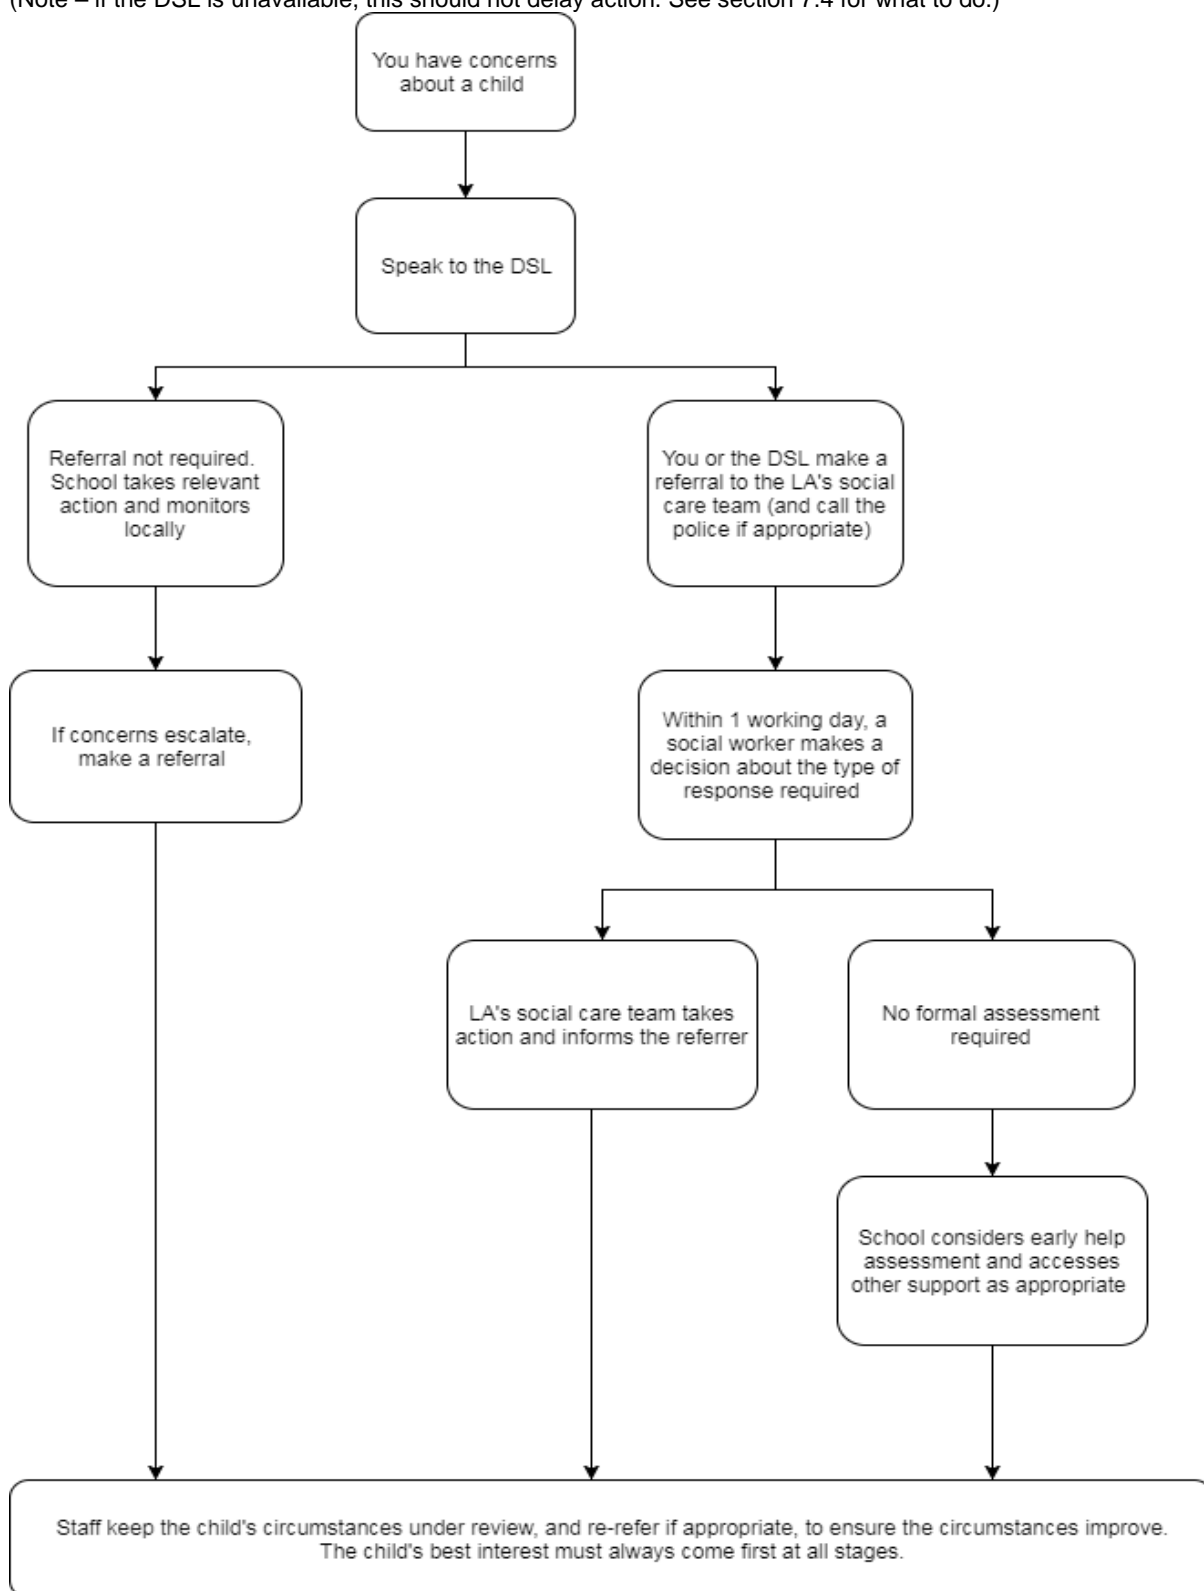 (Note – if the DSL is unavailable, this should not delay action. See section 7.4 for what to do.)
You have concerns
about a child
Speak to the DSL
Referral not required.
School takes relevant
action and monitors
locally
You or the DSL make a
referral to the LA's social
care team (and call the
police if appropriate)
If concerns escalate,
make a referral
Within 1 working day, a
social worker makes a
decision about the type of
response required
LA's social care team takes
action and informs the referrer
No formal assessment
required
School considers early help
assessment and accesses
other support as appropriate
Staff keep the child's circumstances under review, and re-refer if appropriate, to ensure the circumstances improve.
The child's best interest must always come first at all stages.